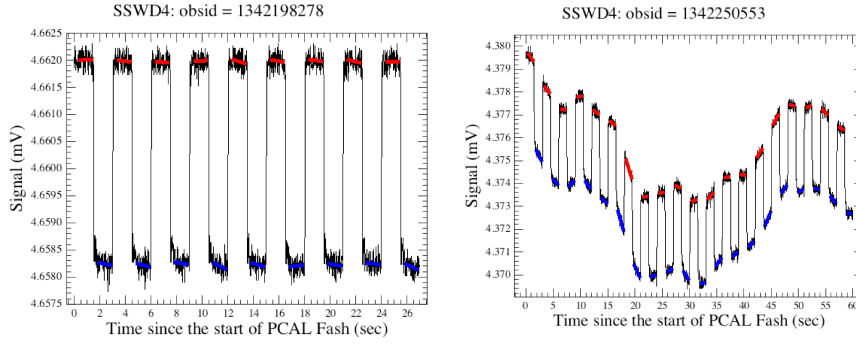 SSWD4: obsid = 1342198278
4.6625
4.6620
4.6615
4.6610
4.6605
4.6600
4.6595
4.6590
4.6585
4.6580
4.6575
Signal (mV)
0 2 4 6 8 10 12 14 16 18 20 22 24 26
Time since the start of PCAL Fash (sec)
SSWD4: obsid = 1342250553
4.380
4.379
4.378
4.377
4.376
4.375
4.374
4.373
4.372
4.371
4.370
Signal (mV)
0 5 10 15 20 25 30 35 40 45 50 55 60
Time since the start of PCAL Fash (sec)